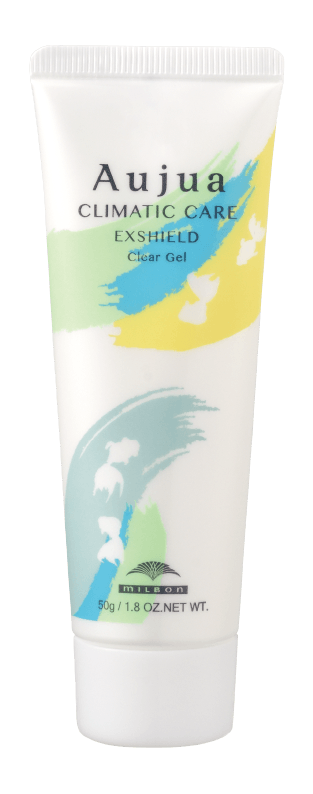 Aujua
CLIMATIC CARE
EXSHIELD
Clear Gel
milbon
50g / 1.8 OZ.NET WT.